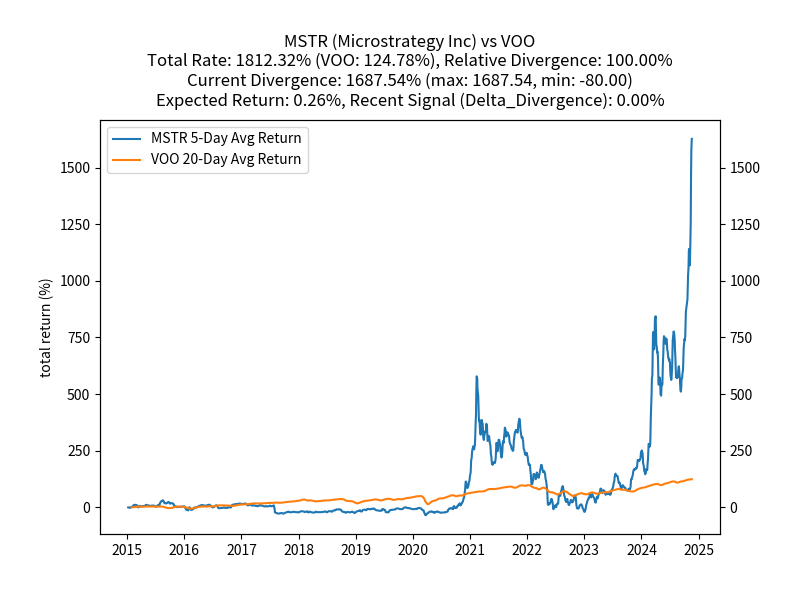 MSTR (Microstrategy Inc) vs VOO
Total Rate: 1812.32% (VOO: 124.78%), Relative Divergence: 100.00%
Current Divergence: 1687.54% (max: 1687.54, min: -80.00)
Expected Return: 0.26%, Recent Signal (Delta_Divergence): 0.00%
MSTR 5-Day Avg Return
VOO 20-Day Avg Return
total return (%)
1500 1500
1250 1250
1000 1000
750 750
500 500
250 250
0 0
2015 2016 2017 2018 2019 2020 2021 2022 2023 2024 2025